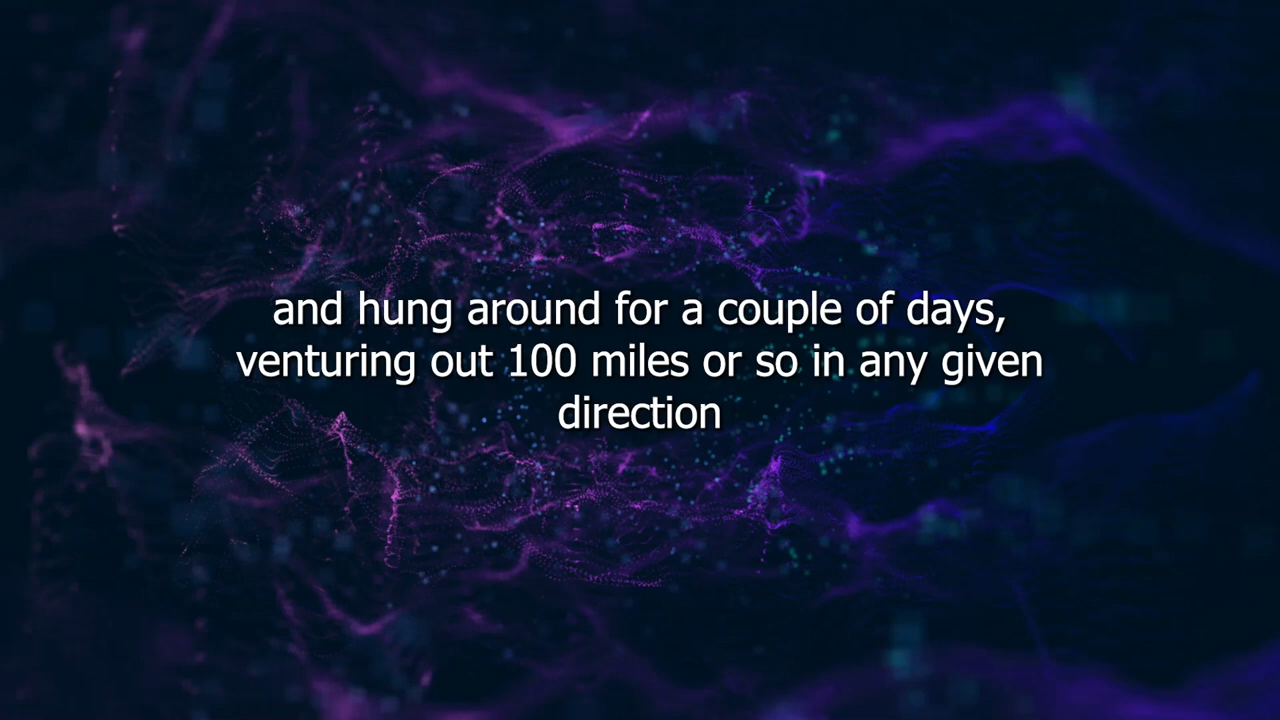 and hung around for a couple of days,
venturing out 100 miles or so in any given
direction